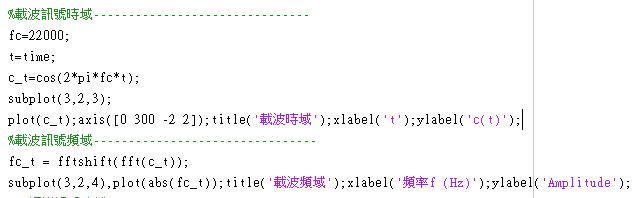 %載波訊號時域-------------------------------
fc=22000;
t=time;
c_t=cos(2*pi*fc*t);
subplot(3,2,3);
plot(c_t);axis([0 300 -2 2]);title('載波時域');xlabel('t');ylabel('c(t)');
%載波訊號頻域--------------------------------
fc_t = fftshift(fft(c_t));
subplot(3,2,4),plot(abs(fc_t));title('載波頻域');xlabel('頻率f (Hz)');ylabel('Amplitude');